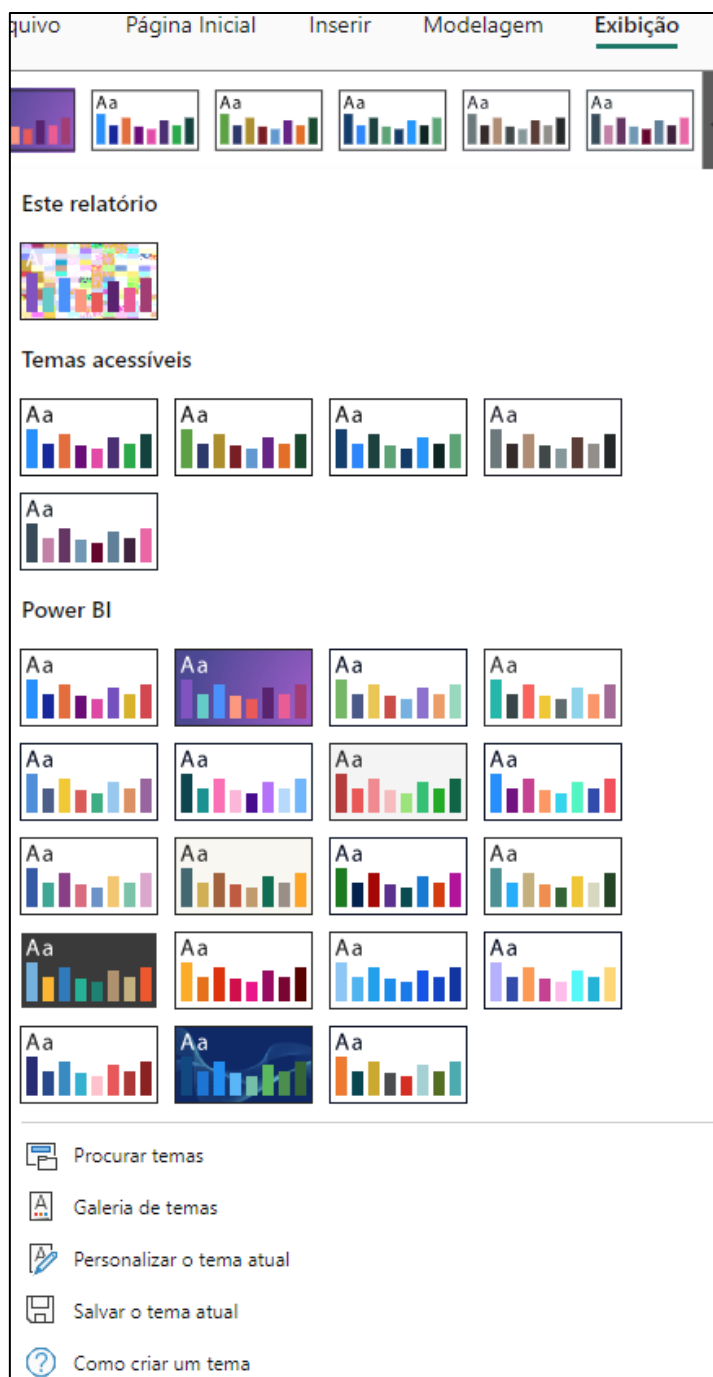 quivo Página Inicial Inserir Modelagem Exibição
Aa Aa Aa Aa Aa
Este relatório
Temas acessíveis
Aa Aa Aa Aa
Aa
Power BI
Aa Aa Aa Aa
Aa Aa Aa Aa
Aa Aa Aa Aa
Aa Aa Aa Aa
Aa Aa Aa
Procurar temas
Galeria de temas
Personalizar o tema atual
Salvar o tema atual
Como criar um tema